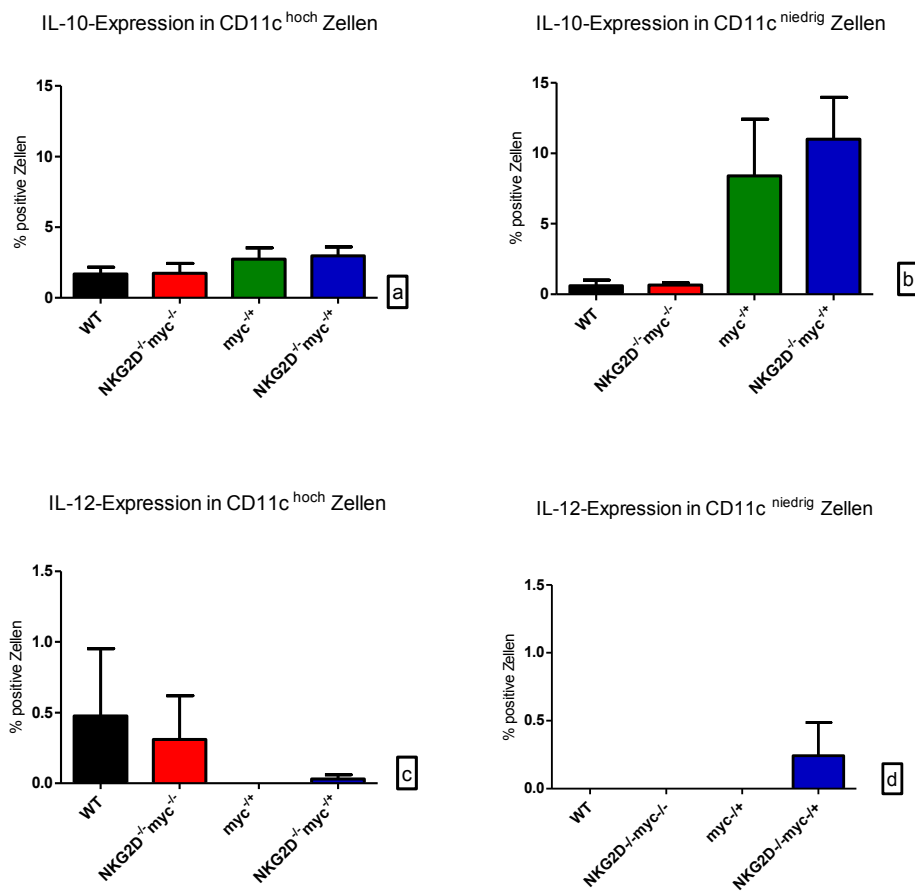 IL-10-Expression in CD11c hoch Zellen
% positive Zellen
15
10
5
0
WT
NKG2D-/-myc-/-
myc-/+
NKG2D-/-myc-/+
a
IL-10-Expression in CD11c niedrig Zellen
% positive Zellen
15
10
5
0
WT
NKG2D-/-myc-/-
myc-/+
NKG2D-/-myc-/+
b
IL-12-Expression in CD11c hoch Zellen
% positive Zellen
1.5
1.0
0.5
0.0
WT
NKG2D-/-myc-/-
myc-/+
NKG2D-/-myc-/+
c
IL-12-Expression in CD11c niedrig Zellen
% positive Zellen
1.5
1.0
0.5
0.0
WT
NKG2D-/-myc-/-
myc-/+
NKG2D-/-myc-/+
d